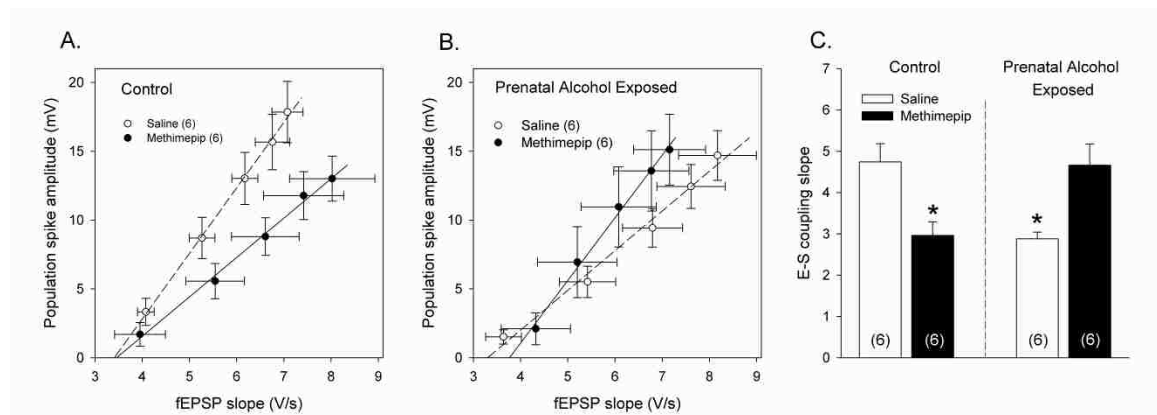 A.
Population spike amplitude (mV)
20
15
10
5
0
Control
Saline (6)
Methimepip (6)
3 4 5 6 7 8 9
fEPSP slope (V/s)
B.
Population spike amplitude (mV)
20
15
10
5
0
Prenatal Alcohol Exposed
Saline (6)
Methimepip (6)
3 4 5 6 7 8 9
fEPSP slope (V/s)
C.
E-S coupling slope
7
6
5
4
3
2
1
0
Control
Prenatal Alcohol
Exposed
Saline
Methimepip
* *
(6) (6) (6) (6)